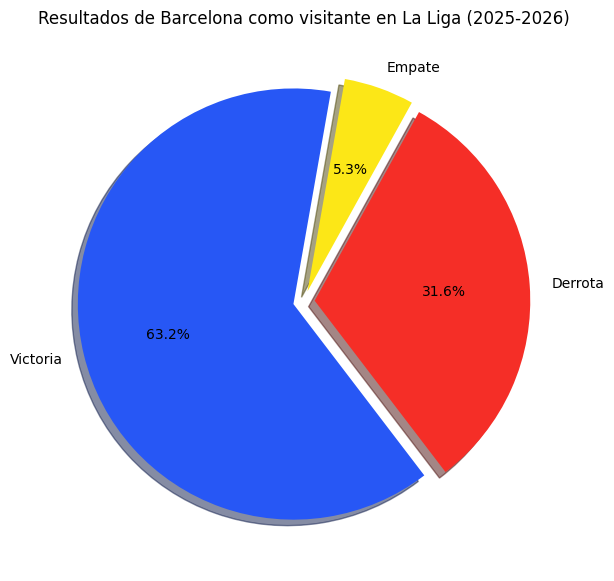 Resultados de Barcelona como visitante en La Liga (2025-2026)
Empate
5.3%
Derrota
31.6%
63.2%
Victoria